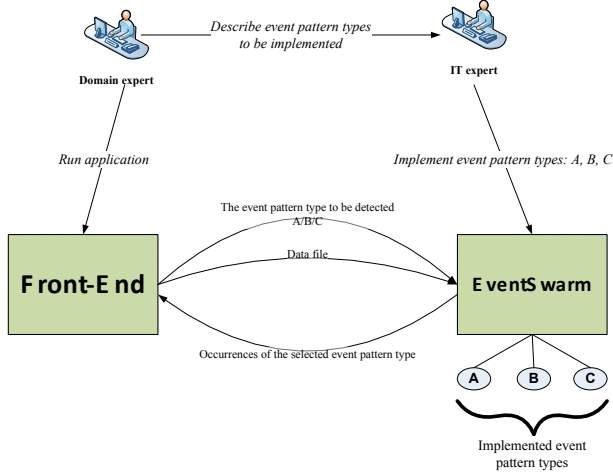 Describe event pattern types
to be implemented
Domain expert
IT expert
Run application
Implement event pattern types: A, B, C
The event pattern type to be detected
A/B/C
Data file
Front-End
EventSwarm
Occurrences of the selected event pattern type
A
B
C
Implemented event
pattern types